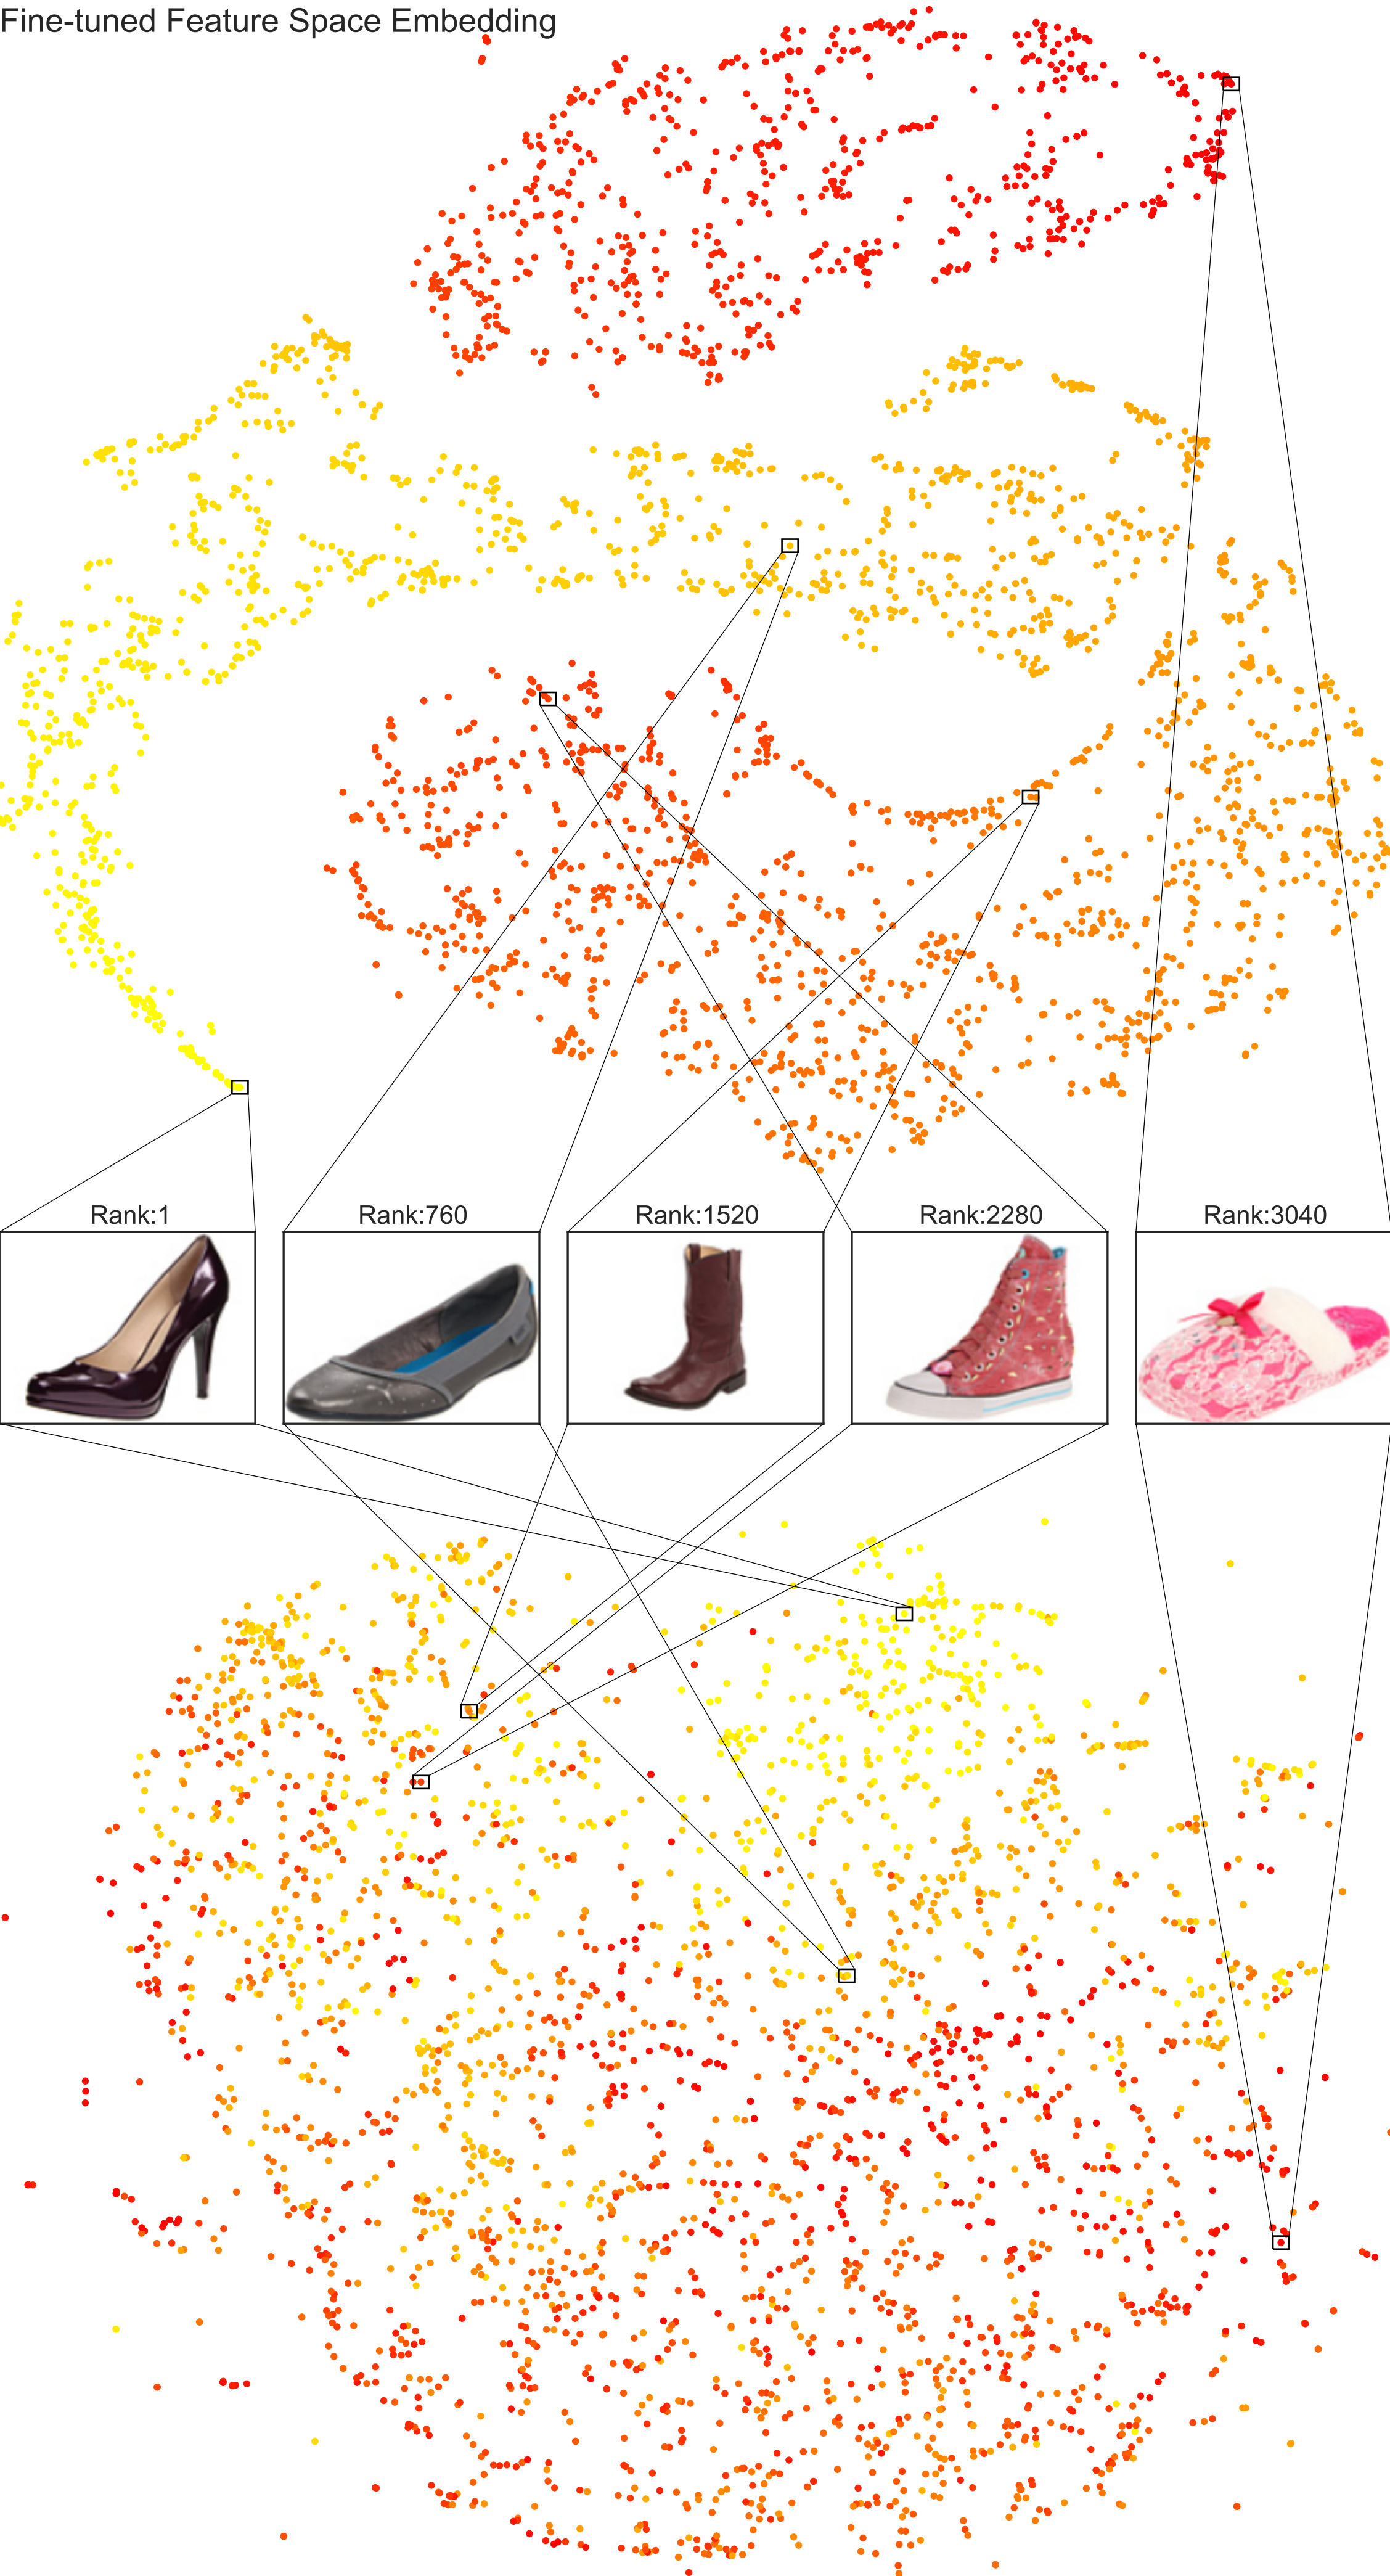 Fine-tuned Feature Space Embedding
Rank:1
Rank:760
Rank:1520
Rank:2280
Rank:3040